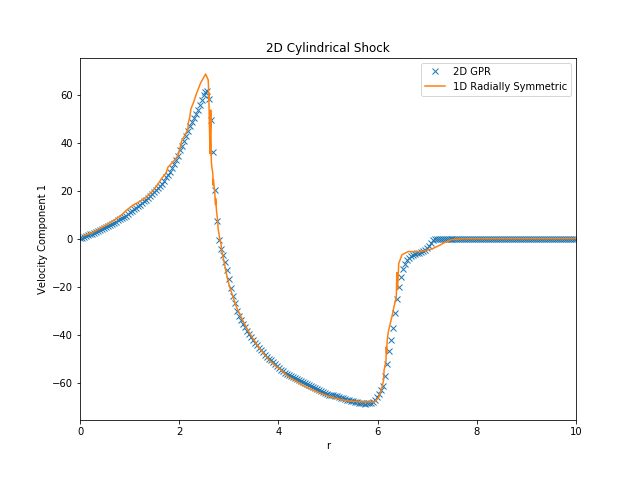 2D Cylindrical Shock
2D GPR
1D Radially Symmetric
Velocity Component 1
60
40
20
0
−20
−40
−60
0 2 4 6 8 10
r